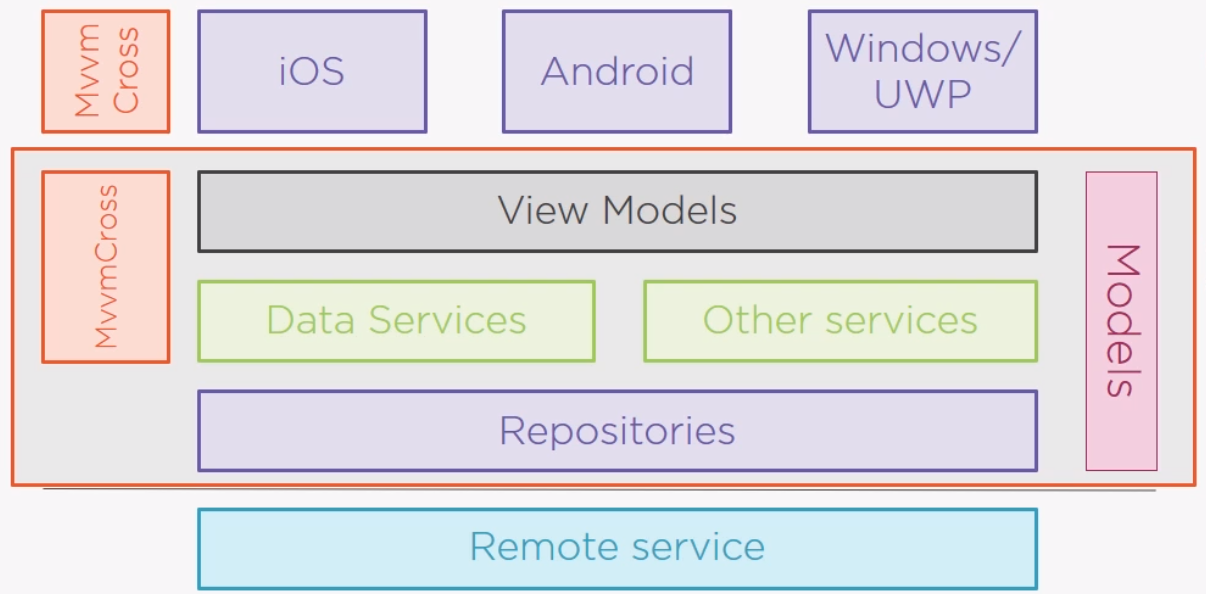 Mvvm
Cross
iOS
Android
Windows/
UWP
MvvmCross
View Models
Models
Data Services
Other services
Repositories
Remote service